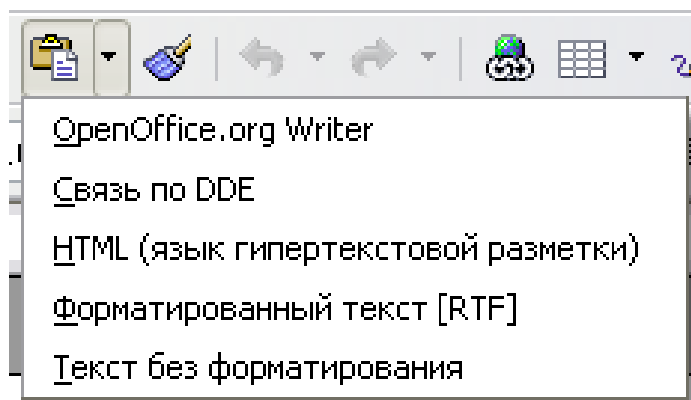 OpenOffice.org Writer
Связь по DDE
HTML (язык гипертекстовой разметки)
Форматированный текст [RTF]
Текст без форматирования